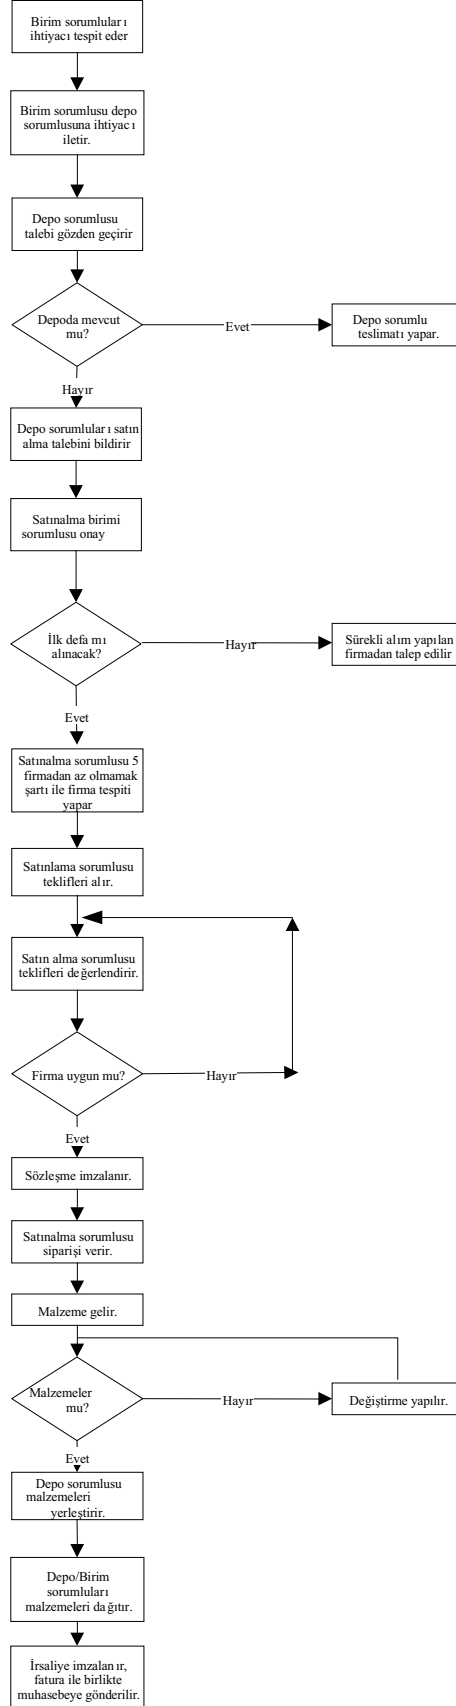 Birim sorumluları
ihtiyacı tespit eder
Birim sorumlusu depo
sorumlusuna ihtiyacı
iletir.
Depo sorumlusu
talebi gözden geçirir
Depoda mevcut
mu?
Evet
Depo sorumlu
teslimatı yapar.
Hayır
Depo sorumluları satın
alma talebini bildirir
Satınalma birimi
sorumlusu onay
İlk defa mı
alınacak?
Hayır
Sürekli alım yapılan
firmadan talep edilir
Evet
Satınalma sorumlusu 5
firmadan az olmamak
şartı ile firma tespiti
yapar
Satınlama sorumlusu
teklifleri alır.
Satın alma sorumlusu
teklifleri değerlendirir.
Firma uygun mu?
Hayır
Evet
Sözleşme imzalanır.
Satınalma sorumlusu
siparişi verir.
Malzeme gelir.
Malzemeler
mu?
Hayır
Değiştirme yapılır.
Evet
Depo sorumlusu
malzemeleri
yerleştirir.
Depo/Birim
sorumluları
malzemeleri dağıtır.
İrsaliye imzalanır,
fatura ile birlikte
muhasebeye gönderilir.